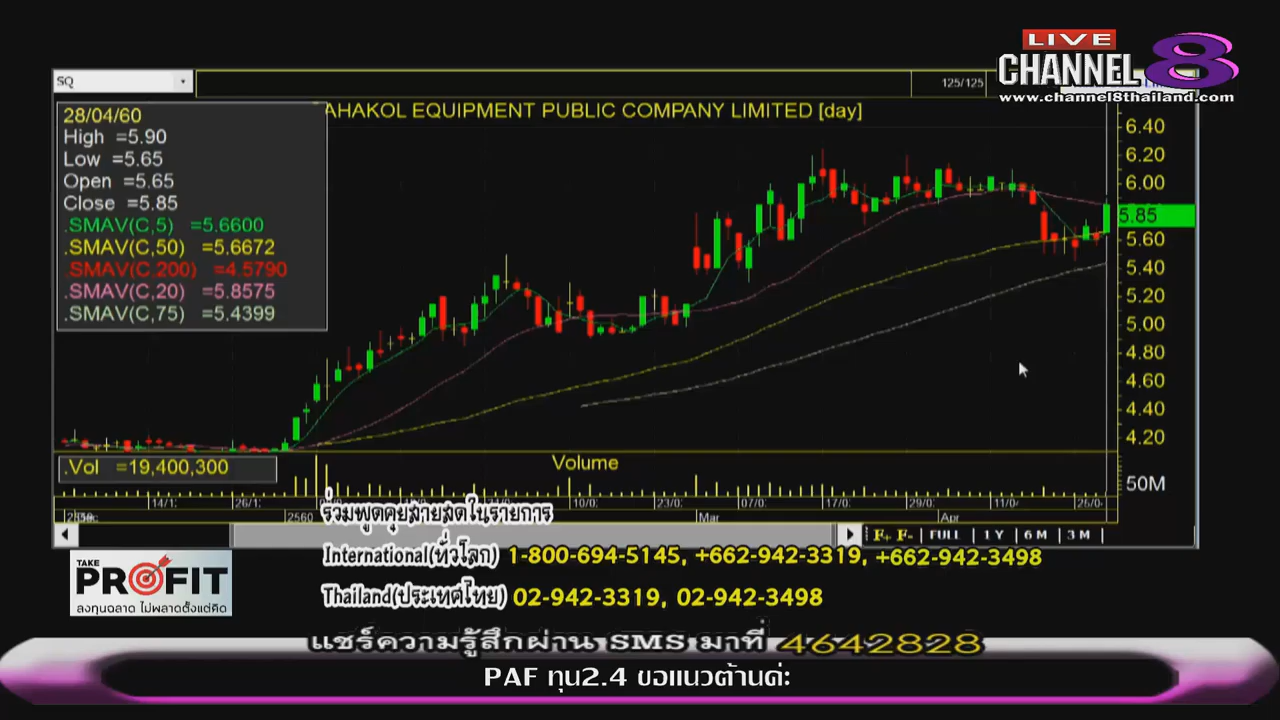 LIVE
CHANNEL 8
www.channel8thailand.com
SQ
125/125
AHAKOL EQUIPMENT PUBLIC COMPANY LIMITED [day]
28/04/60
High =5.90
Low =5.65
Open =5.65
Close =5.85
.SMAV(C,5) =5.6600
.SMAV(C,50) =5.6672
.SMAV(C,200) =4.5790
.SMAV(C,20) =5.8575
.SMAV(C,75) =5.4399
6.40
6.20
6.00
5.85
5.60
5.40
5.20
5.00
4.80
4.60
4.40
4.20
.Vol =19,400,300
Volume
50M
14/1: 26/1: 10/0: 23/0: 07/0: 17/0: 29/0: 11/0: 25/0
2560 Mar Apr
F+ F- FULL 1 Y 6 M 3 M
ร่วมพูดคุยสายสดในรายการ
International(ทั่วโลก) 1-800-694-5145, +662-942-3319, +662-942-3498
Thailand(ประเทศไทย) 02-942-3319, 02-942-3498
TAKE
PROFIT
ลงทุนฉลาด ไม่พลาดตั้งแต่คิด
แชร์ความรู้สึกผ่าน SMS มาที่ 4642828
PAF ทุน2.4 ขอแนวต้านค่ะ